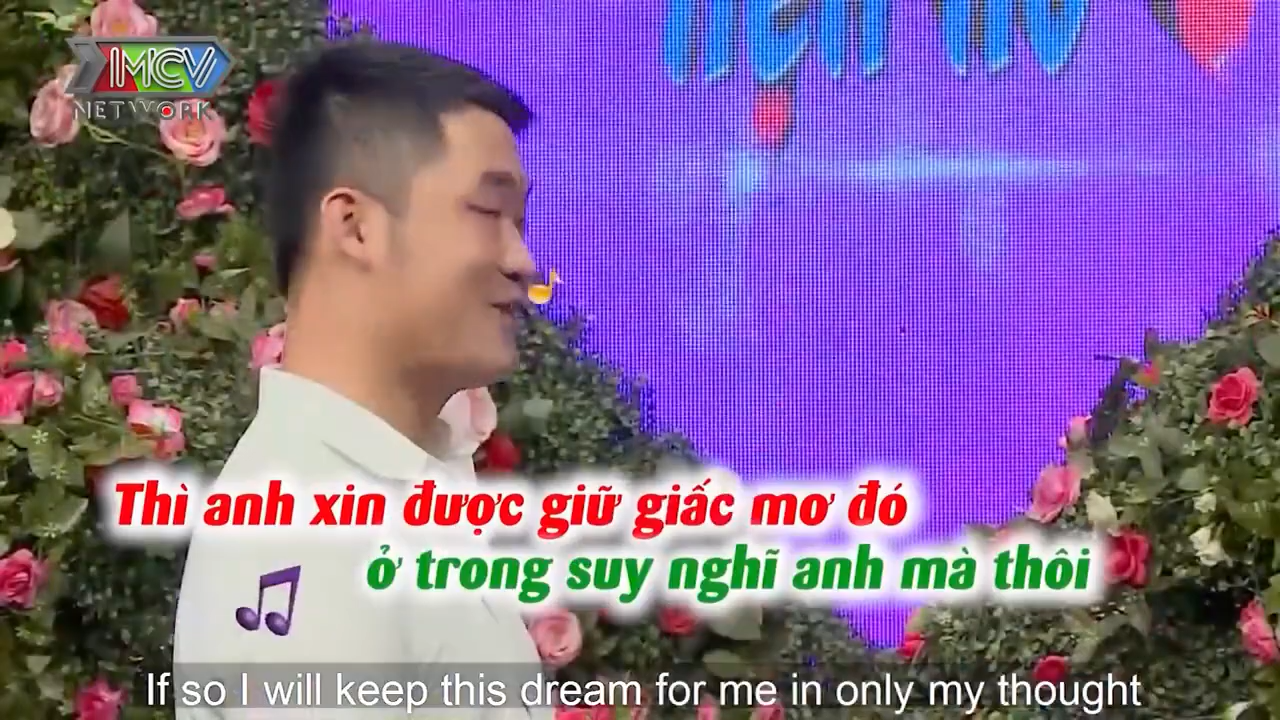 MCV
NETWORK
Thì anh xin được giữ giấc mơ đó
ở trong suy nghĩ anh mà thôi
If so I will keep this dream for me in only my thought